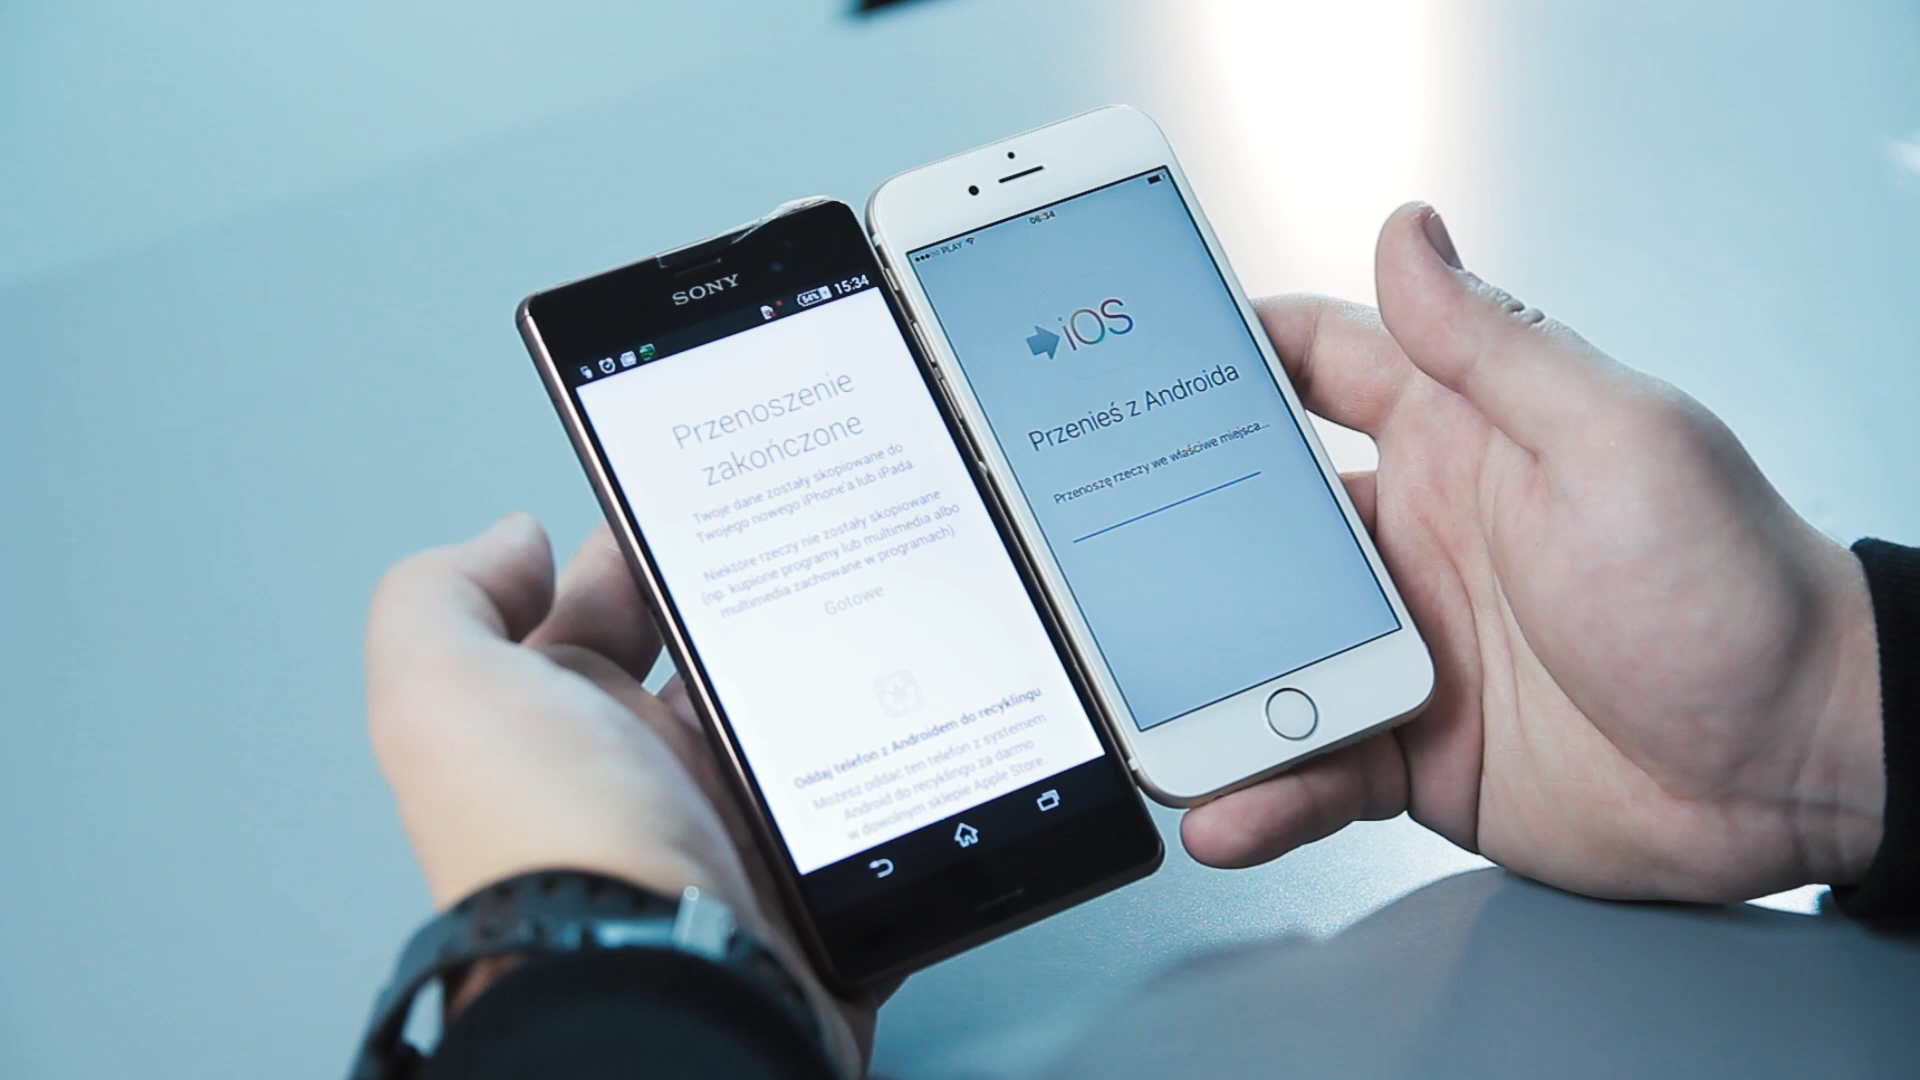 SONY
54%
15:34
Przenoszenie
zakończone
Twoje dane zostały skopiowane do
Twojego nowego iPhone'a lub iPada.
Niektóre rzeczy nie zostały skopiowane
(np. kupione programy lub multimedia albo
multimedia zachowane w programach).
Gotowe
Oddaj telefon z Androidem do recyklingu
Możesz oddać ten telefon z systemem
Android do recyklingu za darmo
w dowolnym sklepie Apple Store.
PLAY
06:34
iOS
Przenieś z Androida
Przenoszę rzeczy we właściwe miejsca...